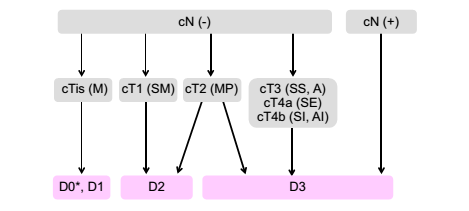 cN (-)
cN (+)
cTis (M)
cT1 (SM)
cT2 (MP)
cT3 (SS, A)
cT4a (SE)
cT4b (SI, AI)
D0*, D1
D2
D3